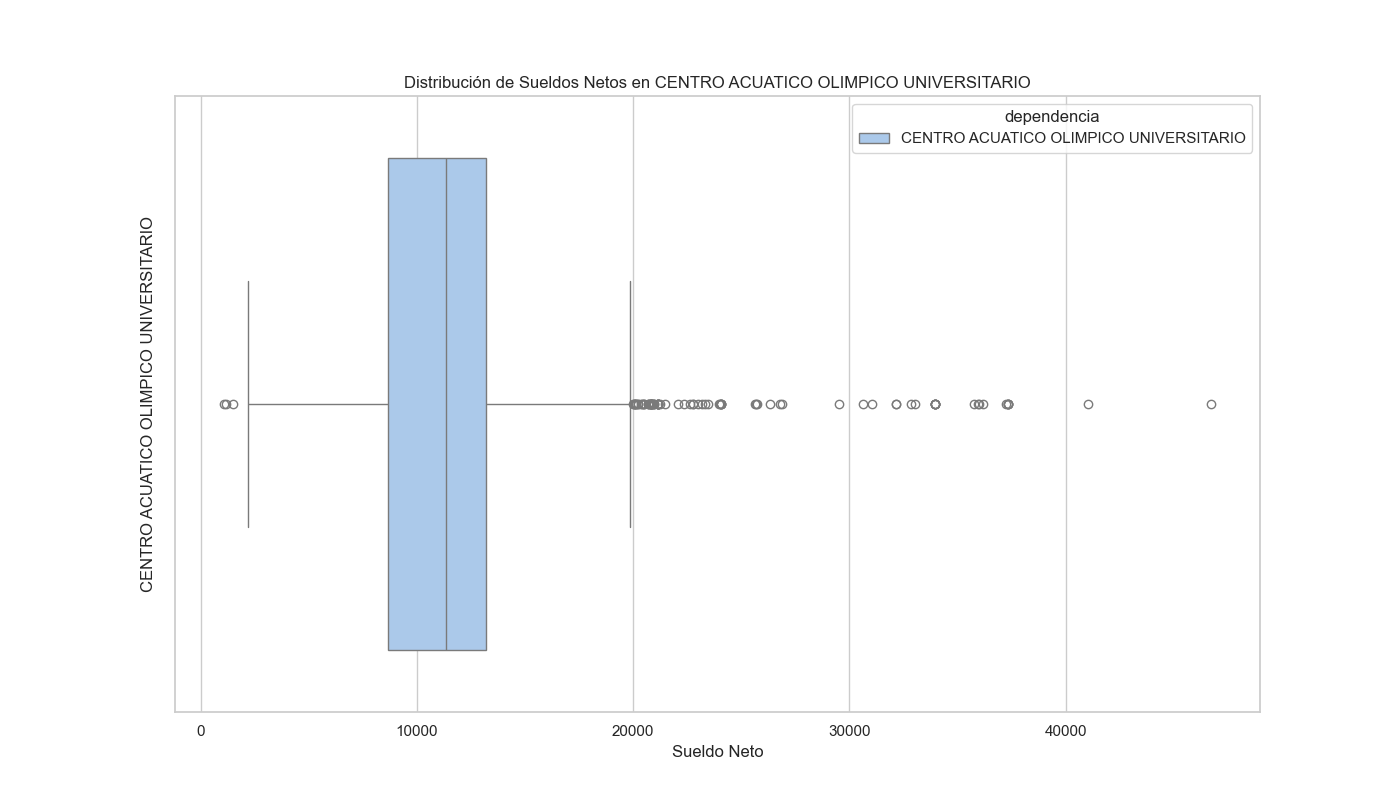 Distribución de Sueldos Netos en CENTRO ACUATICO OLIMPICO UNIVERSITARIO
dependencia
CENTRO ACUATICO OLIMPICO UNIVERSITARIO
CENTRO ACUATICO OLIMPICO UNIVERSITARIO
0 10000 20000 30000 40000
Sueldo Neto